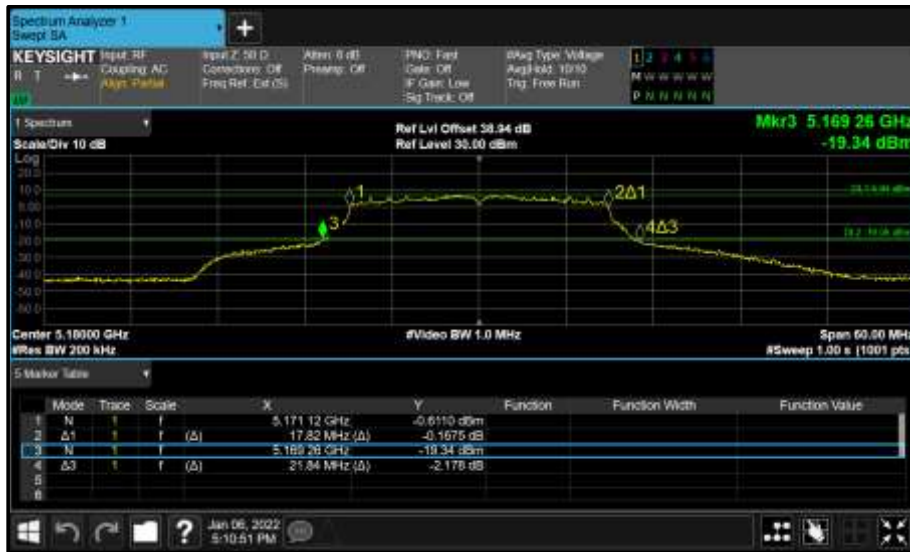 Spectrum Analyzer 1
Swept SA
+
KEYSIGHT Input: RF Input Z: 50 Ω Atten: 8 dB PNO: Fast #Avg Type: Voltage 1 2 3 4 5 6
R T Coupling: AC Corrections: Off Preamp: Off Gate: Off Avg|Hold: 10/10 M W W W W W W
Align: Partial Freq Ref: Ext (S) IF Gain: Low Trig: Free Run
Sig Track: Off P N N N N N N
1 Spectrum Ref Lvl Offset 38.94 dB Mkr3 5.169 26 GHz
Scale/Div 10 dB Ref Level 30.00 dBm -19.34 dBm
Log
20.0
10.0
0.00
-10.0
-20.0
-30.0
-40.0
-50.0
-60.0
1
2Δ1
3
4Δ3
Center 5.18000 GHz #Video BW 1.0 MHz Span 60.00 MHz
#Res BW 200 kHz #Sweep 1.00 s (1001 pts
5 Marker Table
Mode Trace Scale X Y Function Function Width Function Value
1 N 1 f 5.171 12 GHz -0.6110 dBm
2 Δ1 1 f (Δ) 17.82 MHz (Δ) -0.1675 dB
3 N 1 f 5.169 26 GHz -19.34 dBm
4 Δ3 1 f (Δ) 21.84 MHz (Δ) -2.178 dB
5
6
? Jan 06, 2022
5:10:51 PM